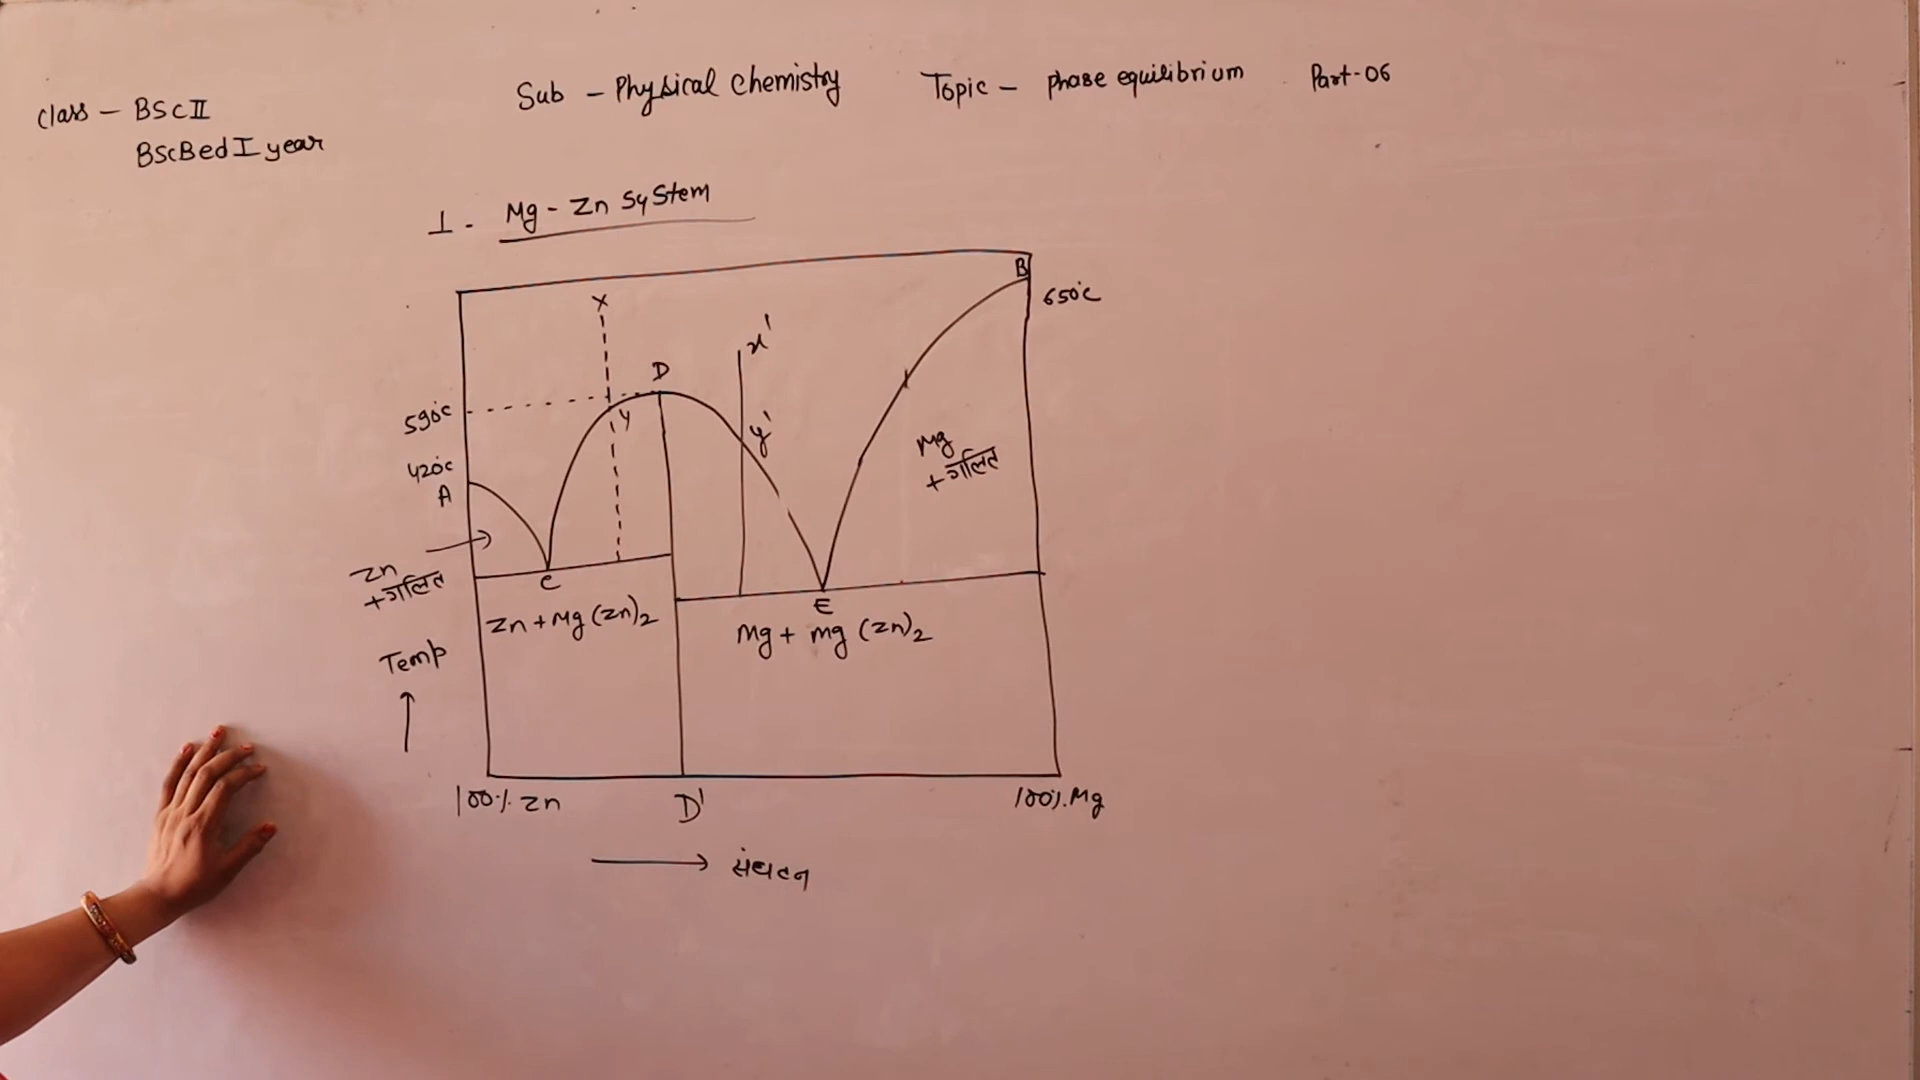 Class - BSc II
BScBed I year
Sub - Physical Chemistry
Topic - phase equilibrium
Part-06
1. Mg-Zn SyStem
B
650°C
X
x'
D
590°C
y
y'
420°C
A
Mg
+ गलित
Zn
+ गलित
C
E
Zn + Mg(Zn)2
Mg + mg(Zn)2
Temp
100% Zn
D'
100% Mg
संघटन